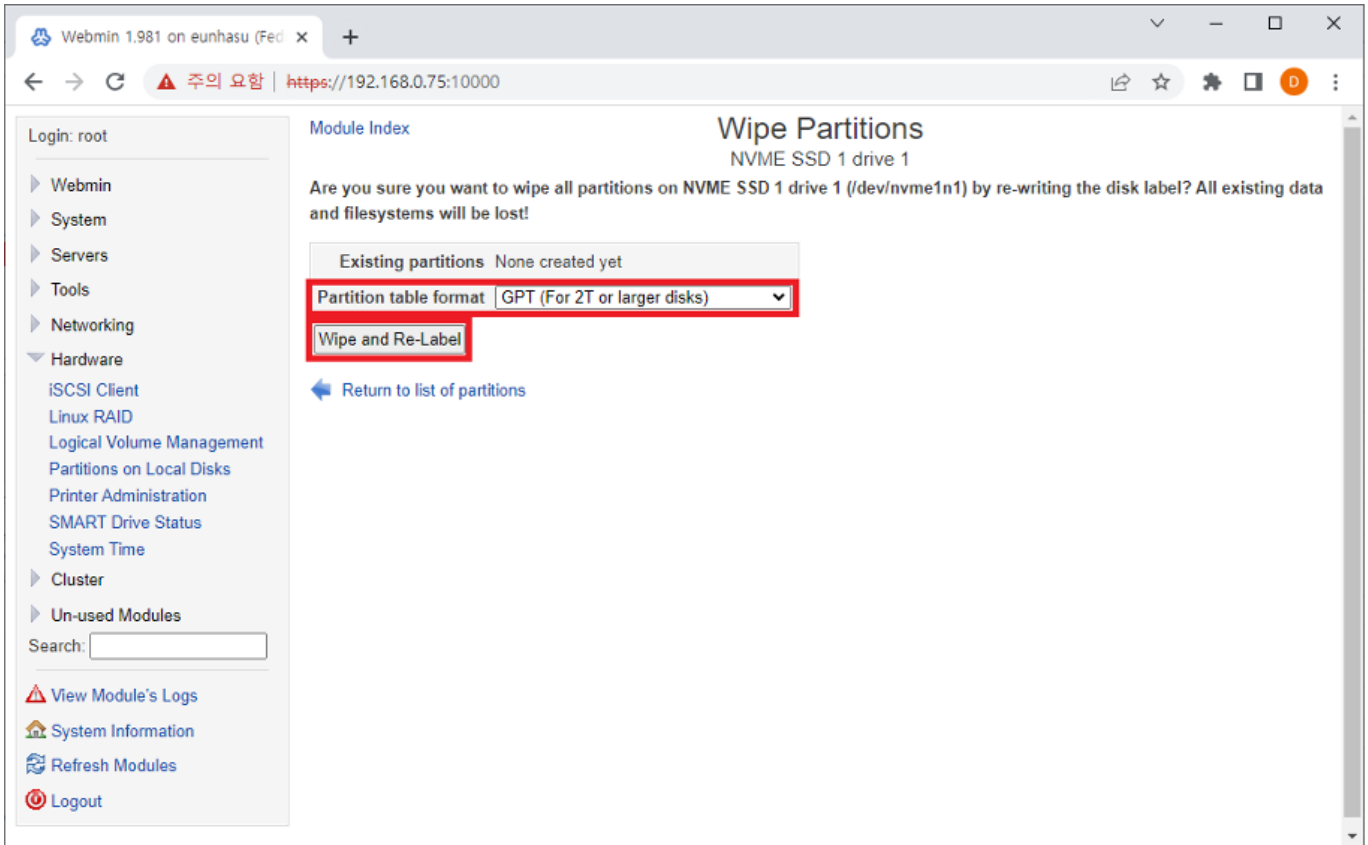 Webmin 1.981 on eunhasu (Fed
주의 요함
https://192.168.0.75:10000
D
Login: root
Webmin
System
Servers
Tools
Networking
Hardware
iSCSI Client
Linux RAID
Logical Volume Management
Partitions on Local Disks
Printer Administration
SMART Drive Status
System Time
Cluster
Un-used Modules
Search:
View Module's Logs
System Information
Refresh Modules
Logout
Module Index
Wipe Partitions
NVME SSD 1 drive 1
Are you sure you want to wipe all partitions on NVME SSD 1 drive 1 (/dev/nvme1n1) by re-writing the disk label? All existing data
and filesystems will be lost!
Existing partitions None created yet
Partition table format GPT (For 2T or larger disks)
Wipe and Re-Label
Return to list of partitions